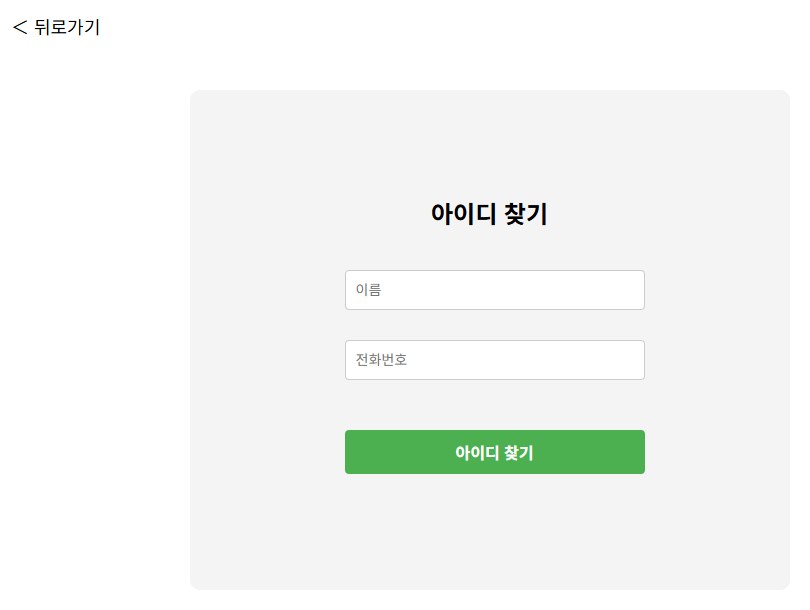 < 뒤로가기
아이디 찾기
이름
전화번호
아이디 찾기